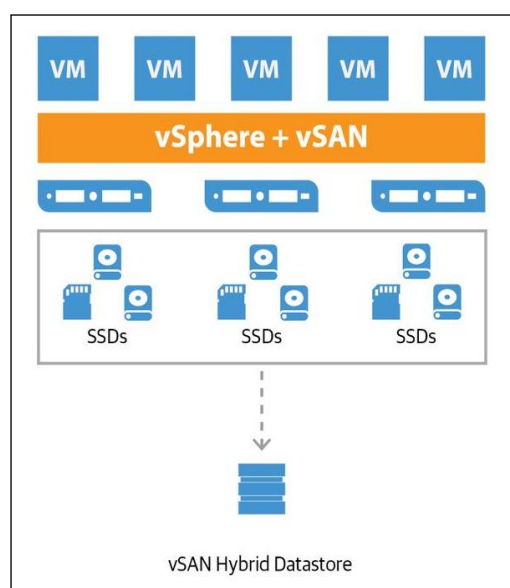 VM VM VM VM VM
vSphere + vSAN
SSDs SSDs SSDs
vSAN Hybrid Datastore